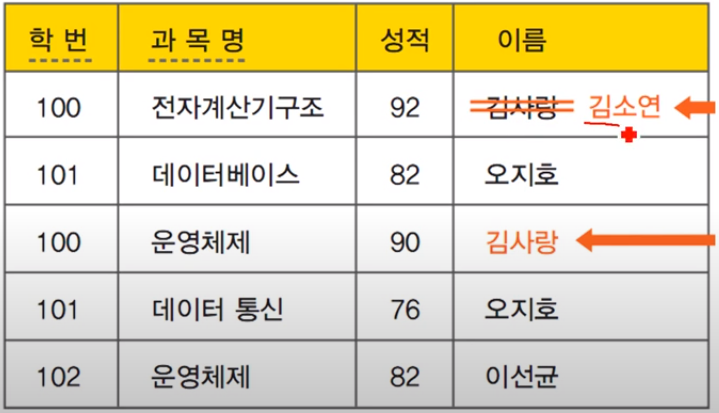 학 번 과 목 명 성적 이름
100 전자계산기구조 92 김사랑 김소연
101 데이터베이스 82 오지호
100 운영체제 90 김사랑
101 데이터 통신 76 오지호
102 운영체제 82 이선균